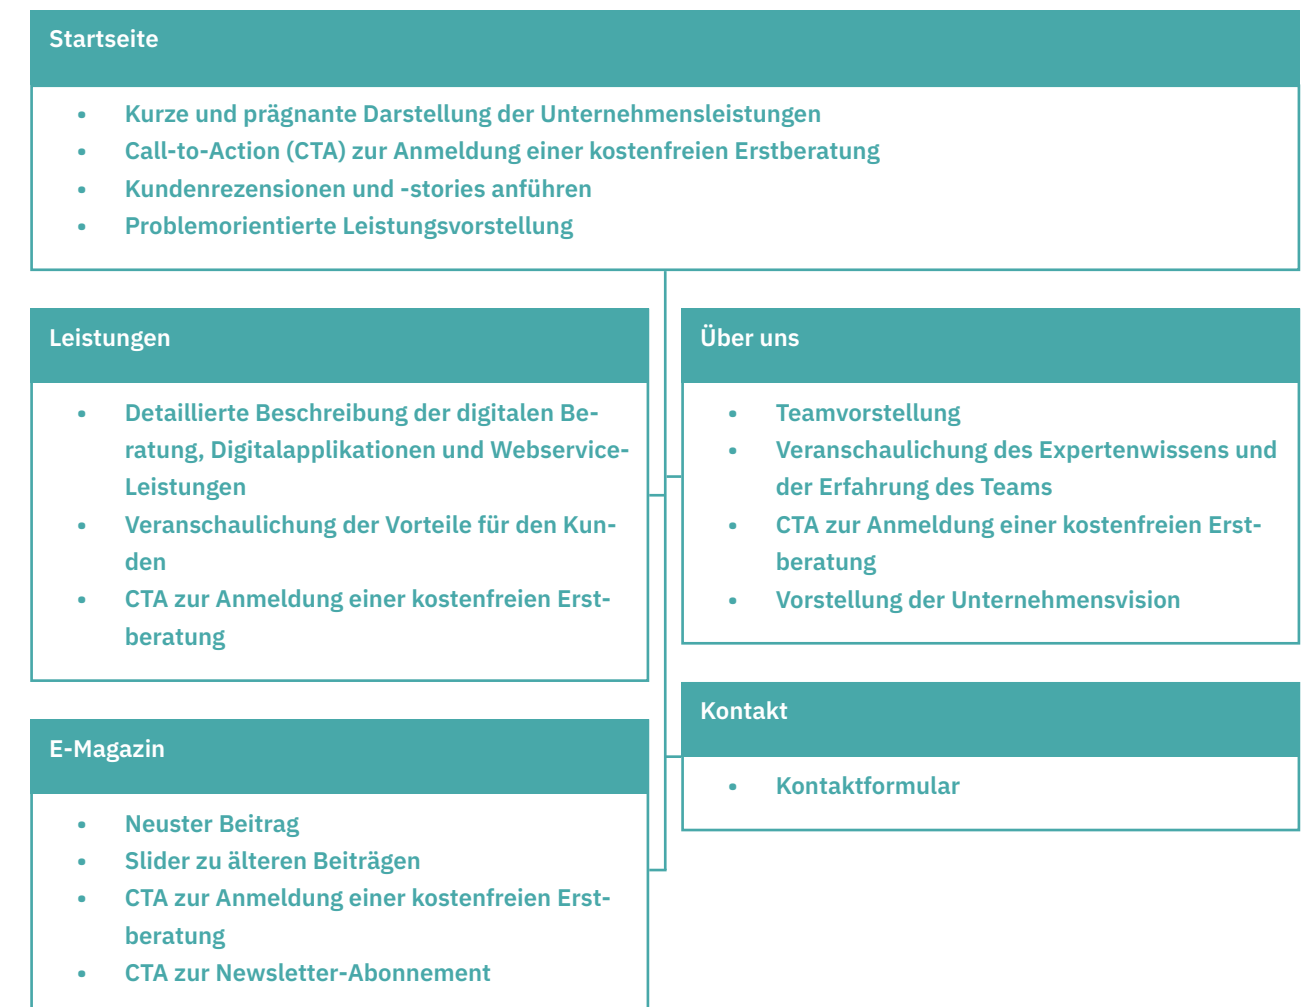 Startseite
• Kurze und prägnante Darstellung der Unternehmensleistungen
• Call-to-Action (CTA) zur Anmeldung einer kostenfreien Erstberatung
• Kundenrezensionen und -stories anführen
• Problemorientierte Leistungsvorstellung
Leistungen
• Detaillierte Beschreibung der digitalen Be-
ratung, Digitalapplikationen und Webservice-
Leistungen
• Veranschaulichung der Vorteile für den Kun-
den
• CTA zur Anmeldung einer kostenfreien Erst-
beratung
Über uns
• Teamvorstellung
• Veranschaulichung des Expertenwissens und
der Erfahrung des Teams
• CTA zur Anmeldung einer kostenfreien Erst-
beratung
• Vorstellung der Unternehmensvision
E-Magazin
• Neuster Beitrag
• Slider zu älteren Beiträgen
• CTA zur Anmeldung einer kostenfreien Erst-
beratung
• CTA zur Newsletter-Abonnement
Kontakt
• Kontaktformular